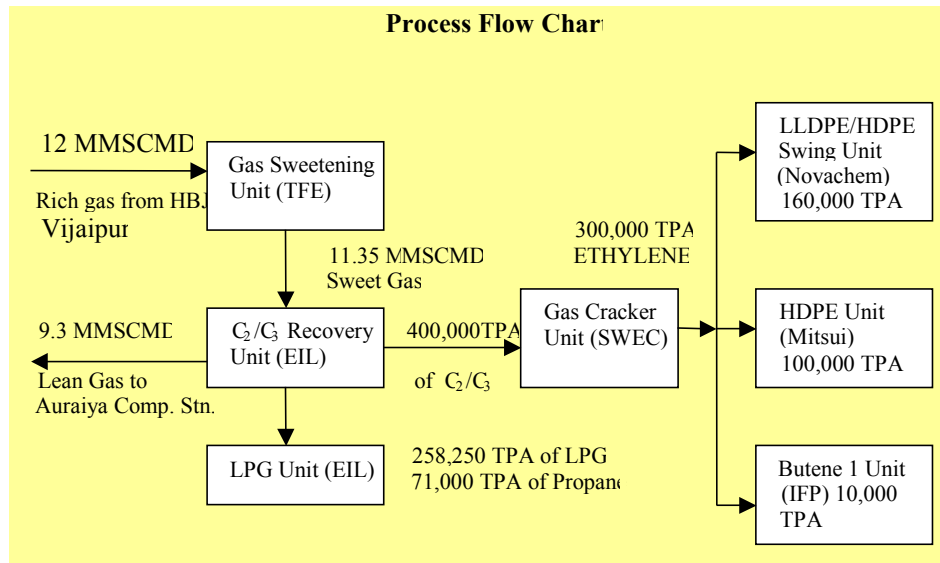 Process Flow Char
12 MMSCMD
Rich gas from HBJ
Vijaipur
Gas Sweetening
Unit (TFE)
11.35 MMSCMD
Sweet Gas
9.3 MMSCMD
Lean Gas to
Auraiya Comp. Stn.
C₂/C₃ Recovery
Unit (EIL)
400,000TPA
of C₂/C₃
LPG Unit (EIL)
258,250 TPA of LPG
71,000 TPA of Propane
Gas Cracker
Unit (SWEC)
300,000 TPA
ETHYLENE
LLDPE/HDPE
Swing Unit
(Novachem)
160,000 TPA
HDPE Unit
(Mitsui)
100,000 TPA
Butene 1 Unit
(IFP) 10,000
TPA